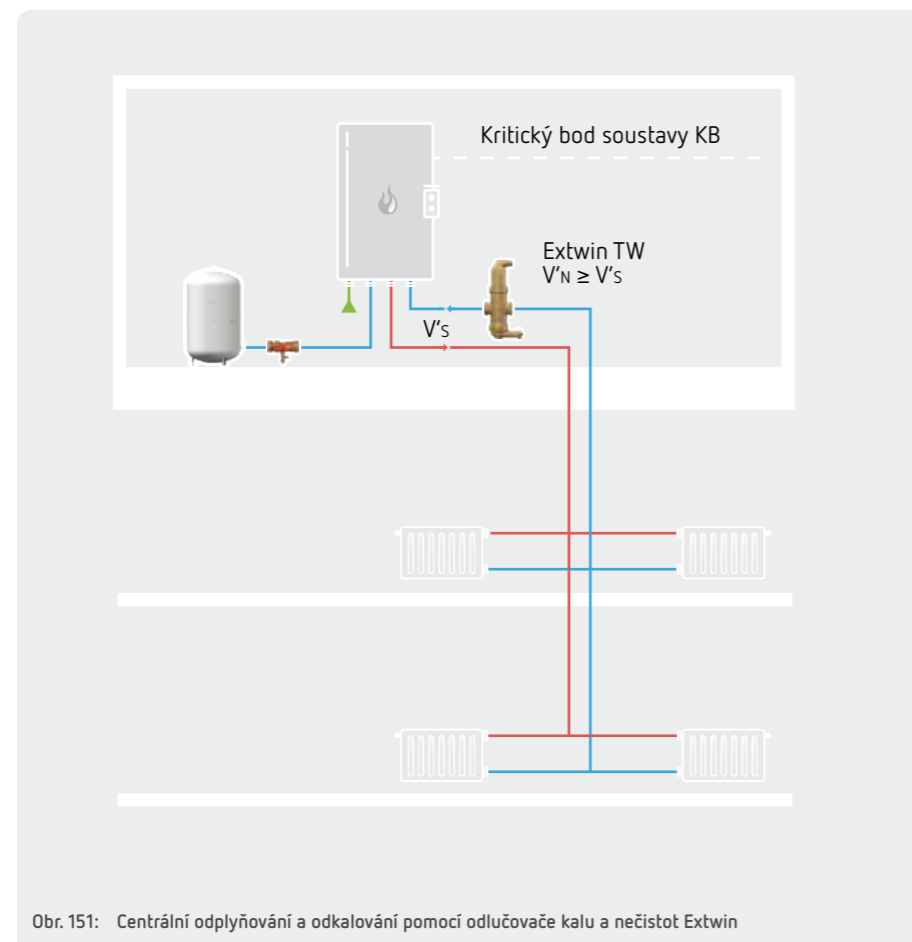 Kritický bod soustavy KB
Extwin TW
V'N ≥ V's
V's
Obr. 151: Centrální odplyňování a odkalování pomocí odlučovače kalu a nečistot Extwin